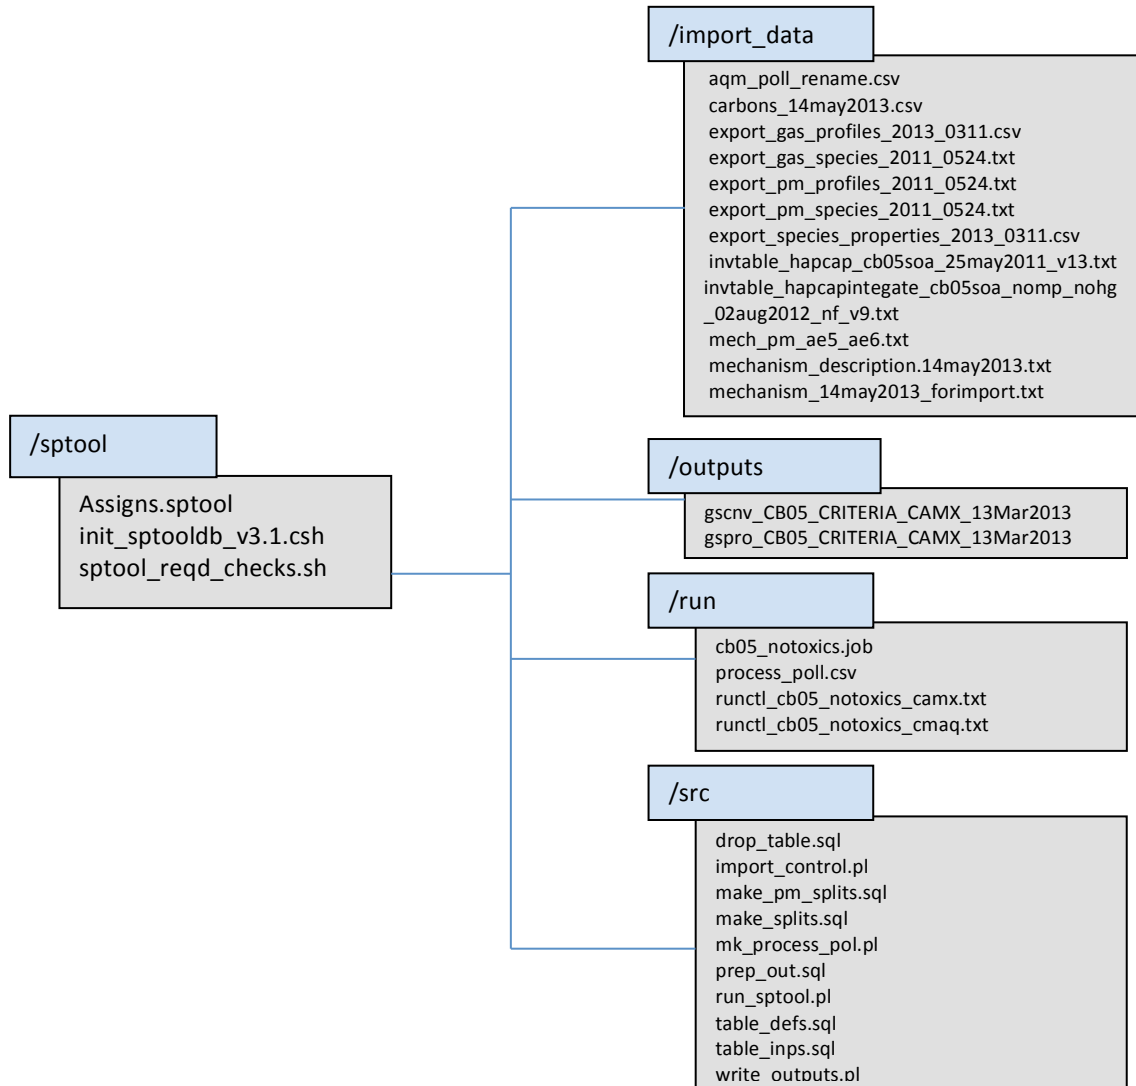 /import_data
aqm_poll_rename.csv
carbons_14may2013.csv
export_gas_profiles_2013_0311.csv
export_gas_species_2011_0524.txt
export_pm_profiles_2011_0524.txt
export_pm_species_2011_0524.txt
export_species_properties_2013_0311.csv
invtable_hapcap_cb05soa_25may2011_v13.txt
invtable_hapcapintegate_cb05soa_nomp_nohg
_02aug2012_nf_v9.txt
mech_pm_ae5_ae6.txt
mechanism_description.14may2013.txt
mechanism_14may2013_forimport.txt
/sptool
Assigns.sptool
init_sptooldb_v3.1.csh
sptool_reqd_checks.sh
/outputs
gscnv_CB05_CRITERIA_CAMX_13Mar2013
gspro_CB05_CRITERIA_CAMX_13Mar2013
/run
cb05_notoxics.job
process_poll.csv
runctl_cb05_notoxics_camx.txt
runctl_cb05_notoxics_cmaq.txt
/src
drop_table.sql
import_control.pl
make_pm_splits.sql
make_splits.sql
mk_process_pol.pl
prep_out.sql
run_sptool.pl
table_defs.sql
table_inps.sql
write_outputs.pl